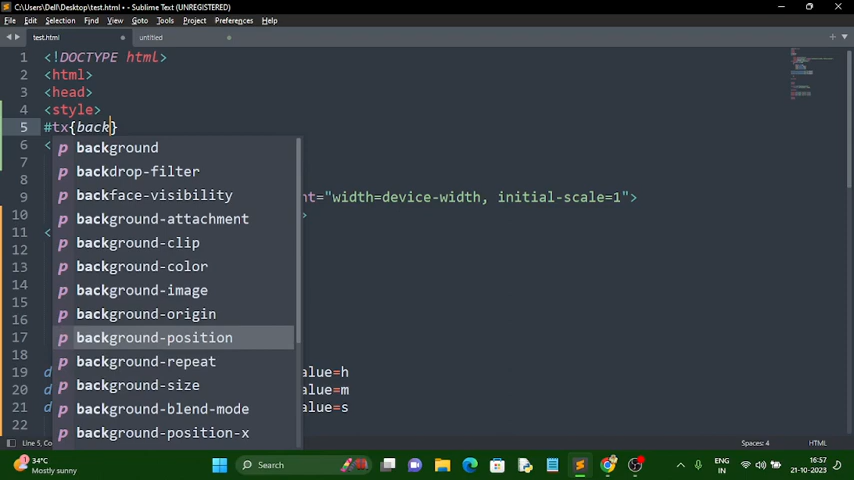 C:\Users\Dell\Desktop\test.html • - Sublime Text (UNREGISTERED)
File Edit Selection Find View Goto Tools Project Preferences Help
test.html untitled
1 <!DOCTYPE html>
2 <html>
3 <head>
4 <style>
5 #tx{back}
6 <
p background
7
p backdrop-filter
8
p backface-visibility
9 nt="width=device-width, initial-scale=1">
10 >
p background-attachment
11 <
p background-clip
12
13
p background-color
14
p background-image
15
16
p background-origin
17
p background-position
18
p background-repeat
19 d alue=h
20 d alue=m
p background-size
21 d alue=s
p background-blend-mode
22
p background-position-x
Line 5, Co Spaces: 4 HTML
34°C
Mostly sunny
Search
ENG
IN
16:57
21-10-2023